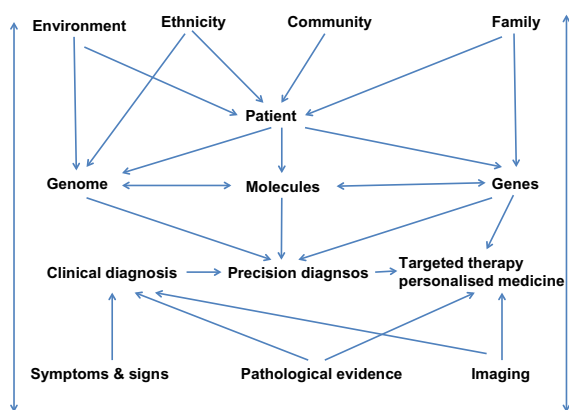 Environment Ethnicity Community Family
Patient
Genome Molecules Genes
Clinical diagnosis Precision diagnsos Targeted therapy
personalised medicine
Symptoms & signs Pathological evidence Imaging